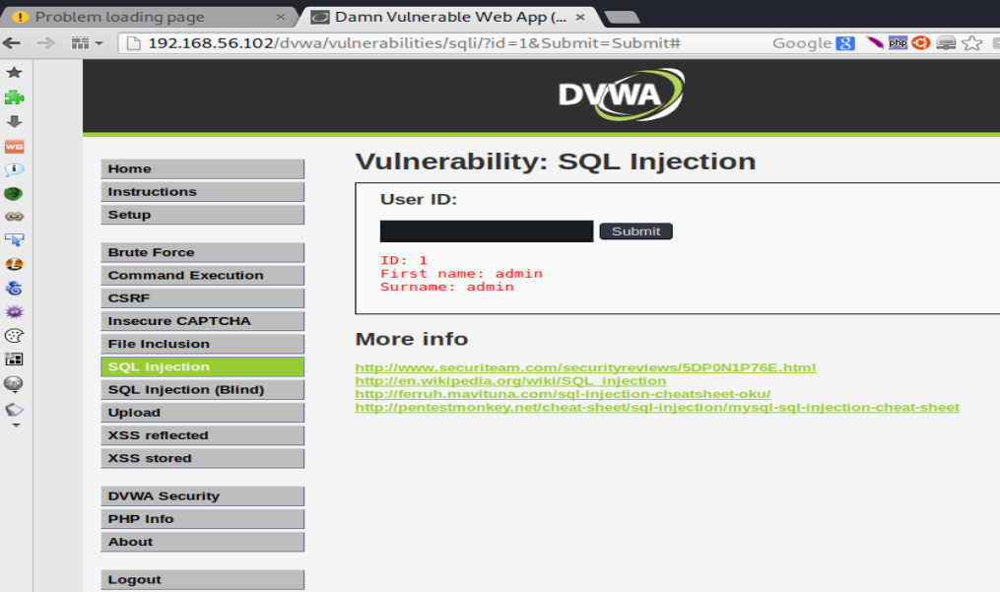 Problem loading page ×
Damn Vulnerable Web App (... ×
192.168.56.102/dvwa/vulnerabilities/sqli/?id=1&Submit=Submit#
Google 8 php
WS
DVWA
Home
Instructions
Setup
Brute Force
Command Execution
CSRF
Insecure CAPTCHA
File Inclusion
SQL Injection
SQL Injection (Blind)
Upload
XSS reflected
XSS stored
DVWA Security
PHP Info
About
Logout
Vulnerability: SQL Injection
User ID:
Submit
ID: 1
First name: admin
Surname: admin
More info
http://www.securiteam.com/securityreviews/5DP0N1P76E.html
http://en.wikipedia.org/wiki/SQL_injection
http://ferruh.mavituna.com/sql-injection-cheatsheet-oku/
http://pentestmonkey.net/cheat-sheet/sql-injection/mysql-sql-injection-cheat-sheet